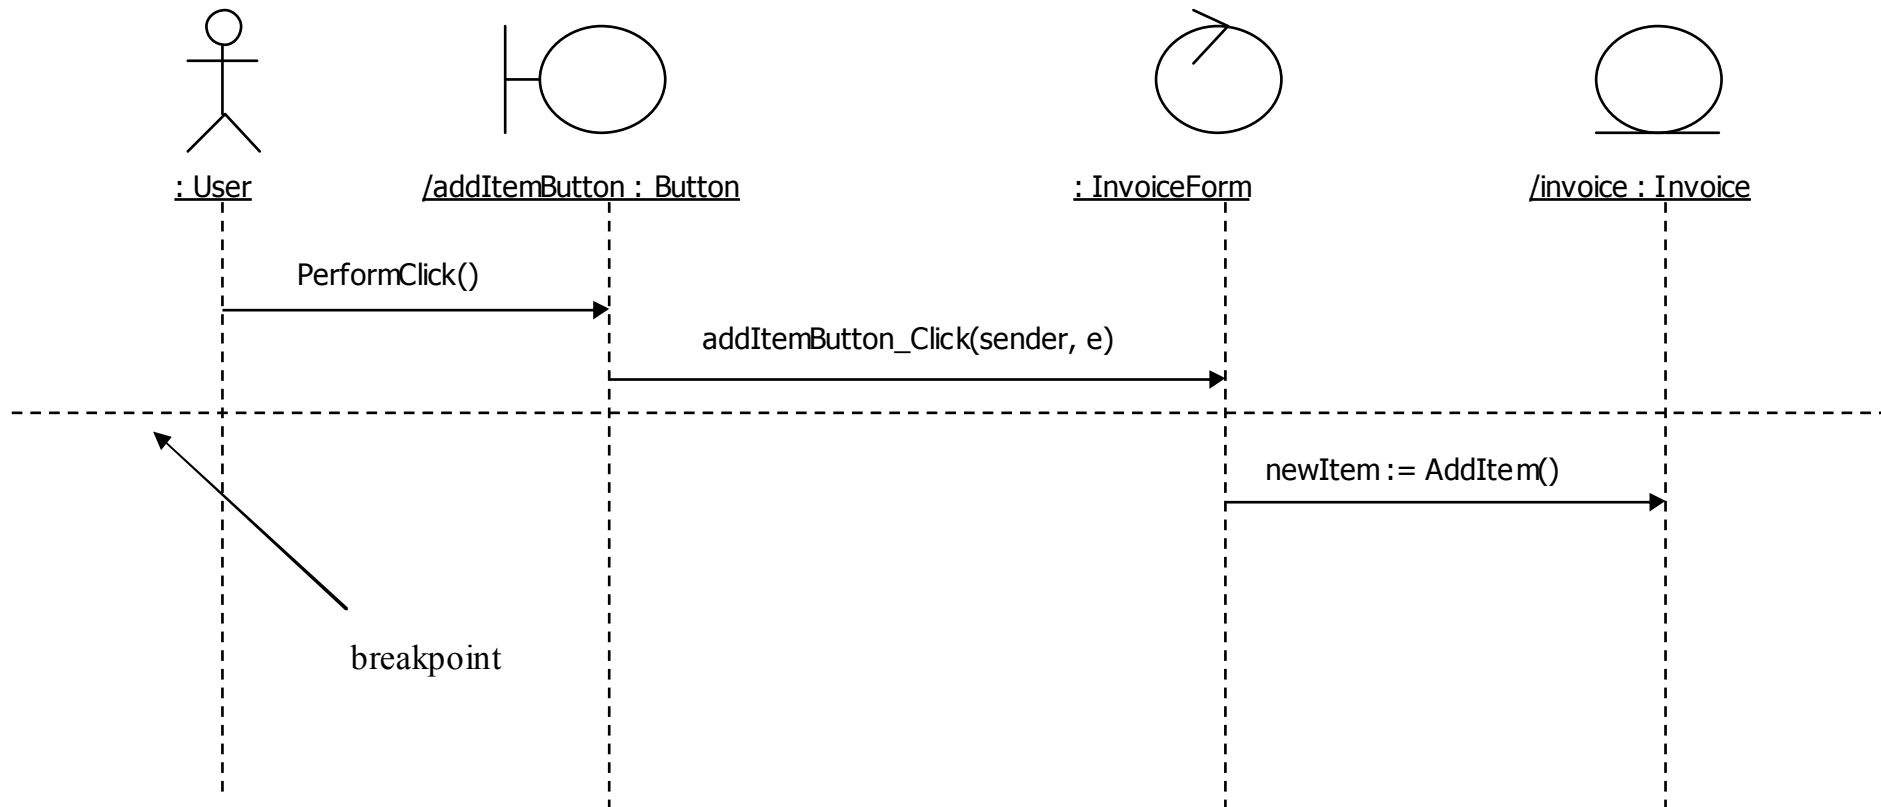 : User
/addItemButton : Button
: InvoiceForm
/invoice : Invoice
PerformClick()
addItemButton_Click(sender, e)
newItem := AddItem()
breakpoint